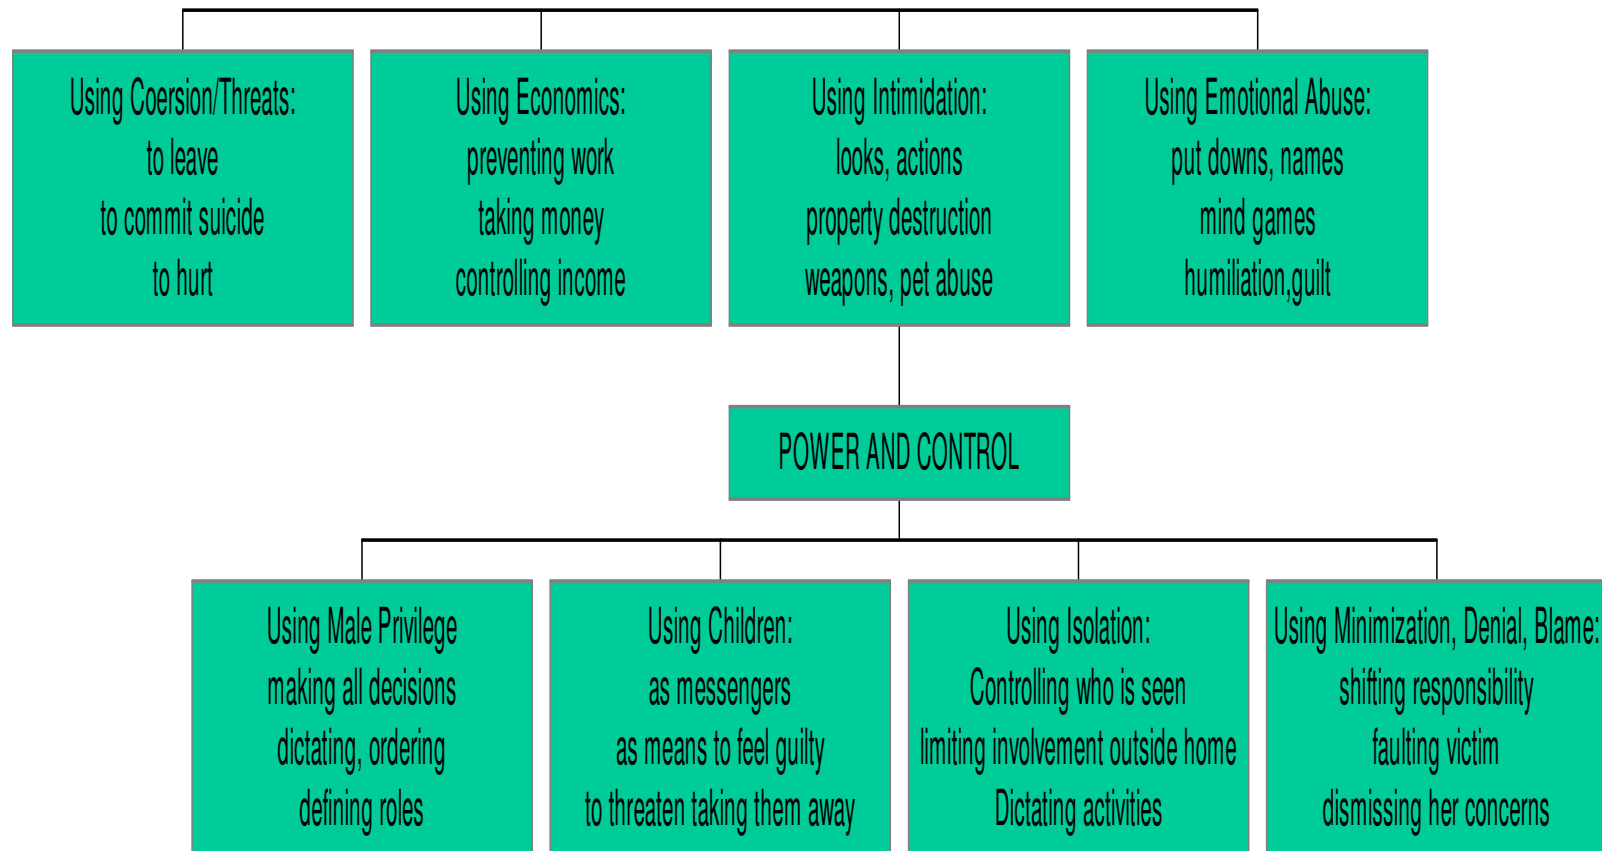 Using Coersion/Threats:
to leave
to commit suicide
to hurt
Using Economics:
preventing work
taking money
controlling income
Using Intimidation:
looks, actions
property destruction
weapons, pet abuse
Using Emotional Abuse:
put downs, names
mind games
humiliation,guilt
POWER AND CONTROL
Using Male Privilege
making all decisions
dictating, ordering
defining roles
Using Children:
as messengers
as means to feel guilty
to threaten taking them away
Using Isolation:
Controlling who is seen
limiting involvement outside home
Dictating activities
Using Minimization, Denial, Blame:
shifting responsibility
faulting victim
dismissing her concerns